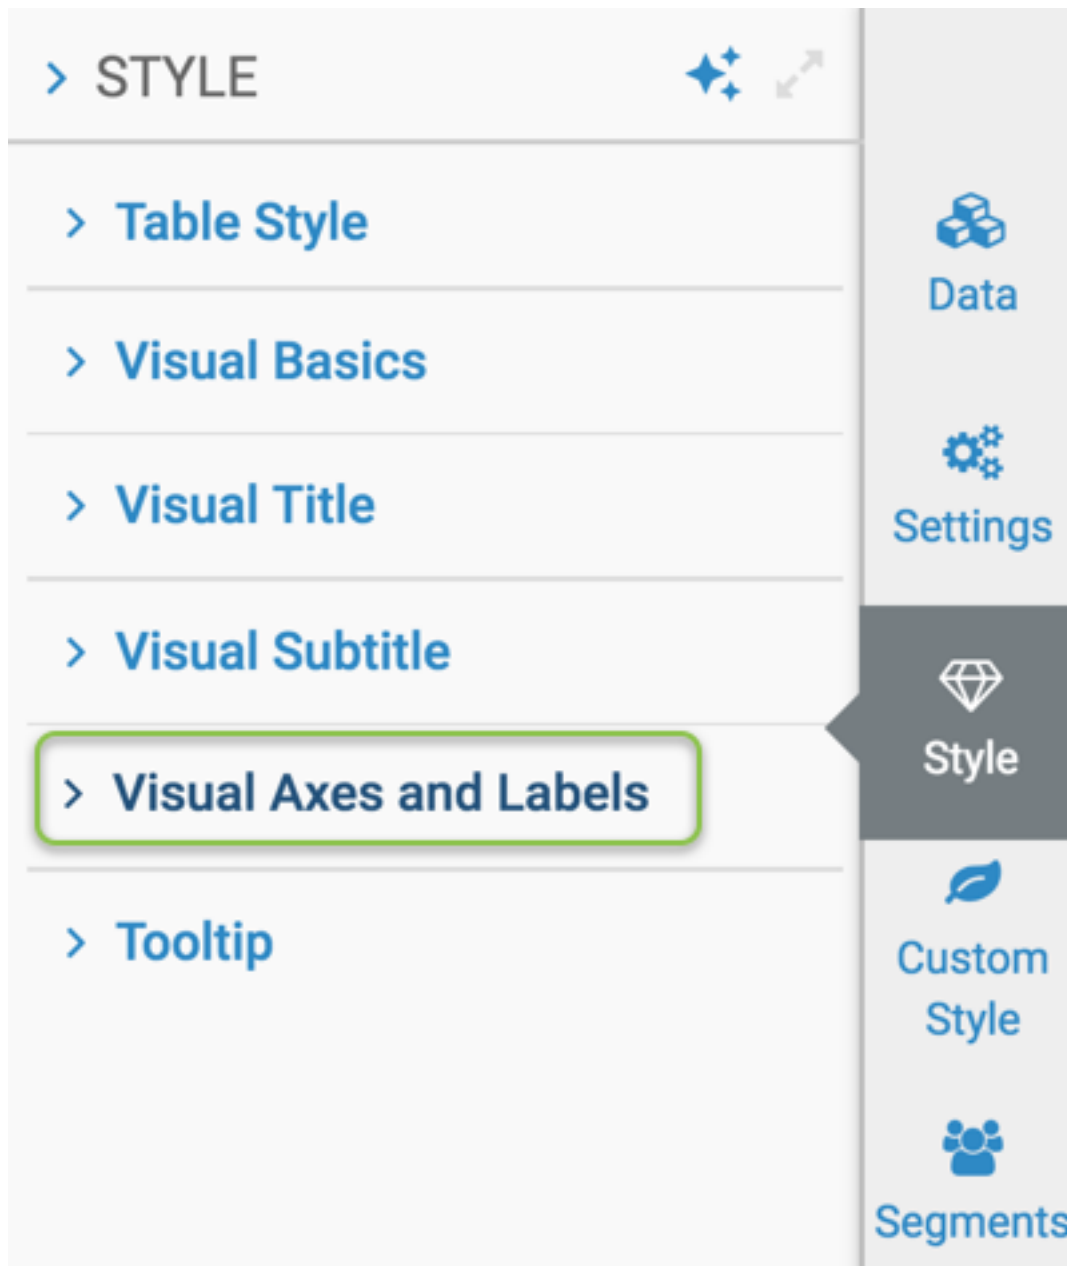 STYLE
Table Style
Visual Basics
Visual Title
Visual Subtitle
Visual Axes and Labels
Tooltip
Data
Settings
Style
Custom
Style
Segments